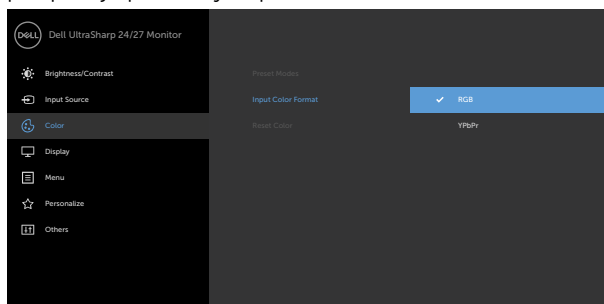 DELL Dell UltraSharp 24/27 Monitor
Brightness/Contrast Preset Modes
Input Source Input Color Format RGB
Color Reset Color YPbPr
Display
Menu
Personalize
Others